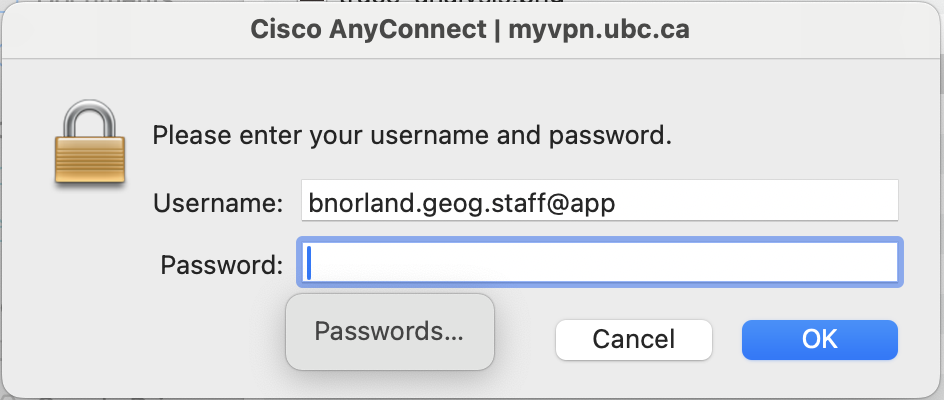 Cisco AnyConnect | myvpn.ubc.ca
Please enter your username and password.
Username: bnorland.geog.staff@app
Password:
Passwords...
Cancel
OK